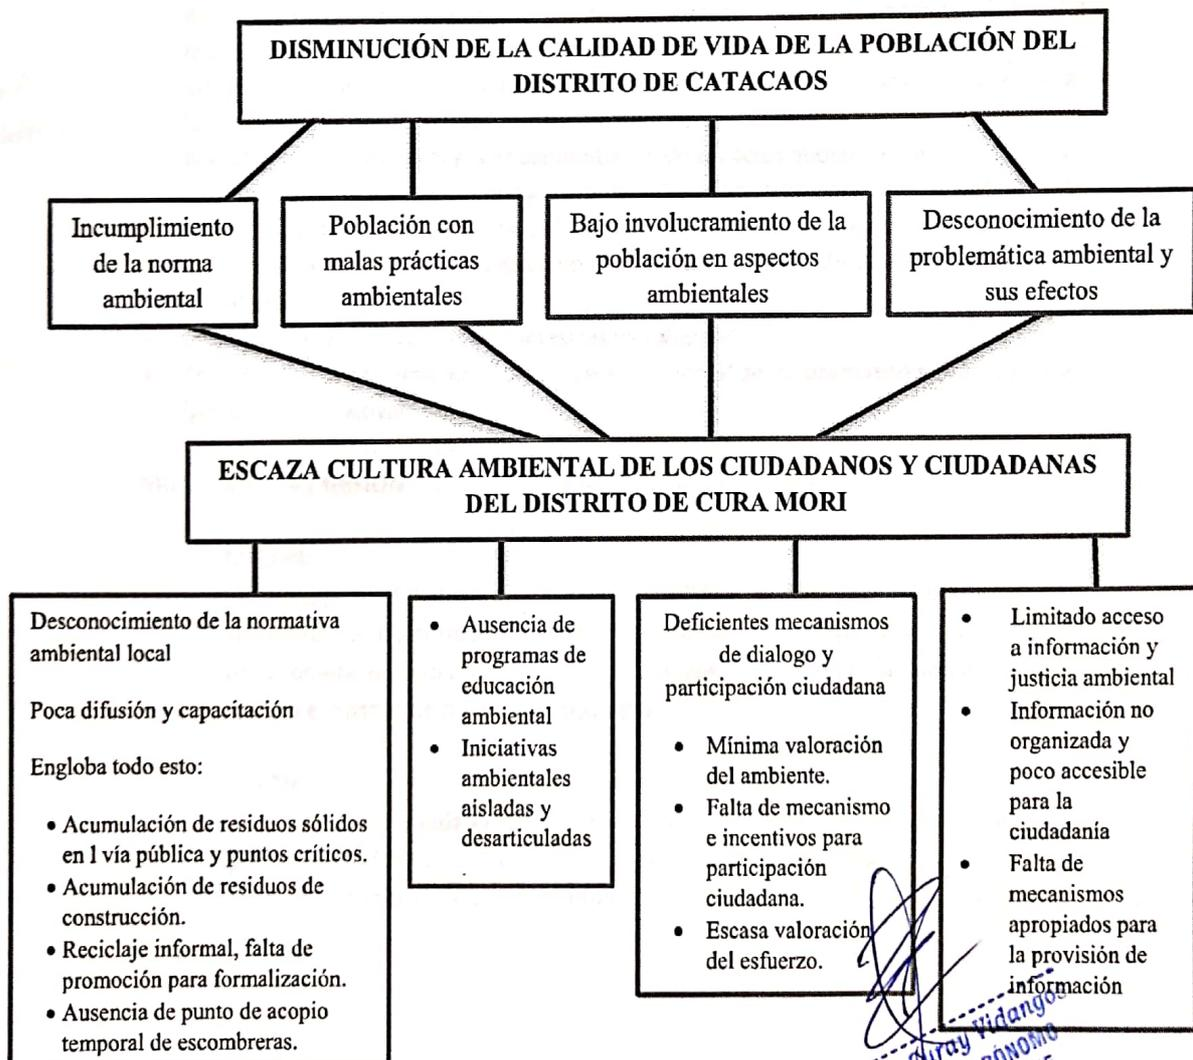 DISMINUCIÓN DE LA CALIDAD DE VIDA DE LA POBLACIÓN DEL
DISTRITO DE CATACAOS
Incumplimiento
de la norma
ambiental
Población con
malas prácticas
ambientales
Bajo involucramiento de la
población en aspectos
ambientales
Desconocimiento de la
problemática ambiental y
sus efectos
ESCAZA CULTURA AMBIENTAL DE LOS CIUDADANOS Y CIUDADANAS
DEL DISTRITO DE CURA MORI
Desconocimiento de la normativa
ambiental local
Poca difusión y capacitación
Engloba todo esto:
• Acumulación de residuos sólidos
en l vía pública y puntos críticos.
• Acumulación de residuos de
construcción.
• Reciclaje informal, falta de
promoción para formalización.
• Ausencia de punto de acopio
temporal de escombreras.
• Ausencia de
programas de
educación
ambiental
• Iniciativas
ambientales
aisladas y
desarticuladas
Deficientes mecanismos
de dialogo y
participación ciudadana
• Mínima valoración
del ambiente.
• Falta de mecanismo
e incentivos para
participación
ciudadana.
• Escasa valoración
del esfuerzo.
• Limitado acceso
a información y
justicia ambiental
• Información no
organizada y
poco accesible
para la
ciudadanía
• Falta de
mecanismos
apropiados para
la provisión de
información
Vidangos